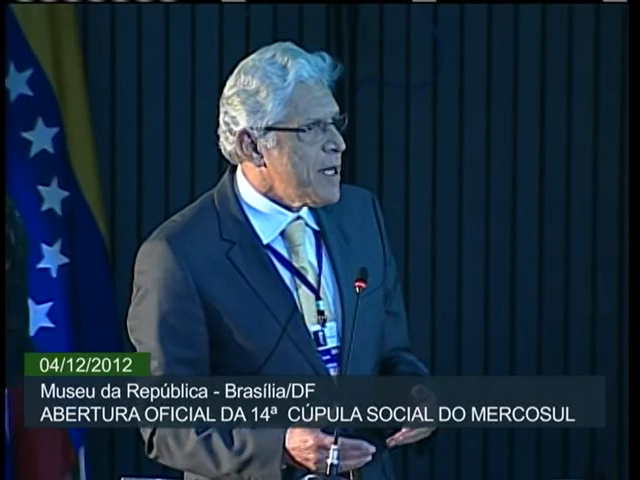 04/12/2012
Museu da República - Brasília/DF
ABERTURA OFICIAL DA 14ª CÚPULA SOCIAL DO MERCOSUL